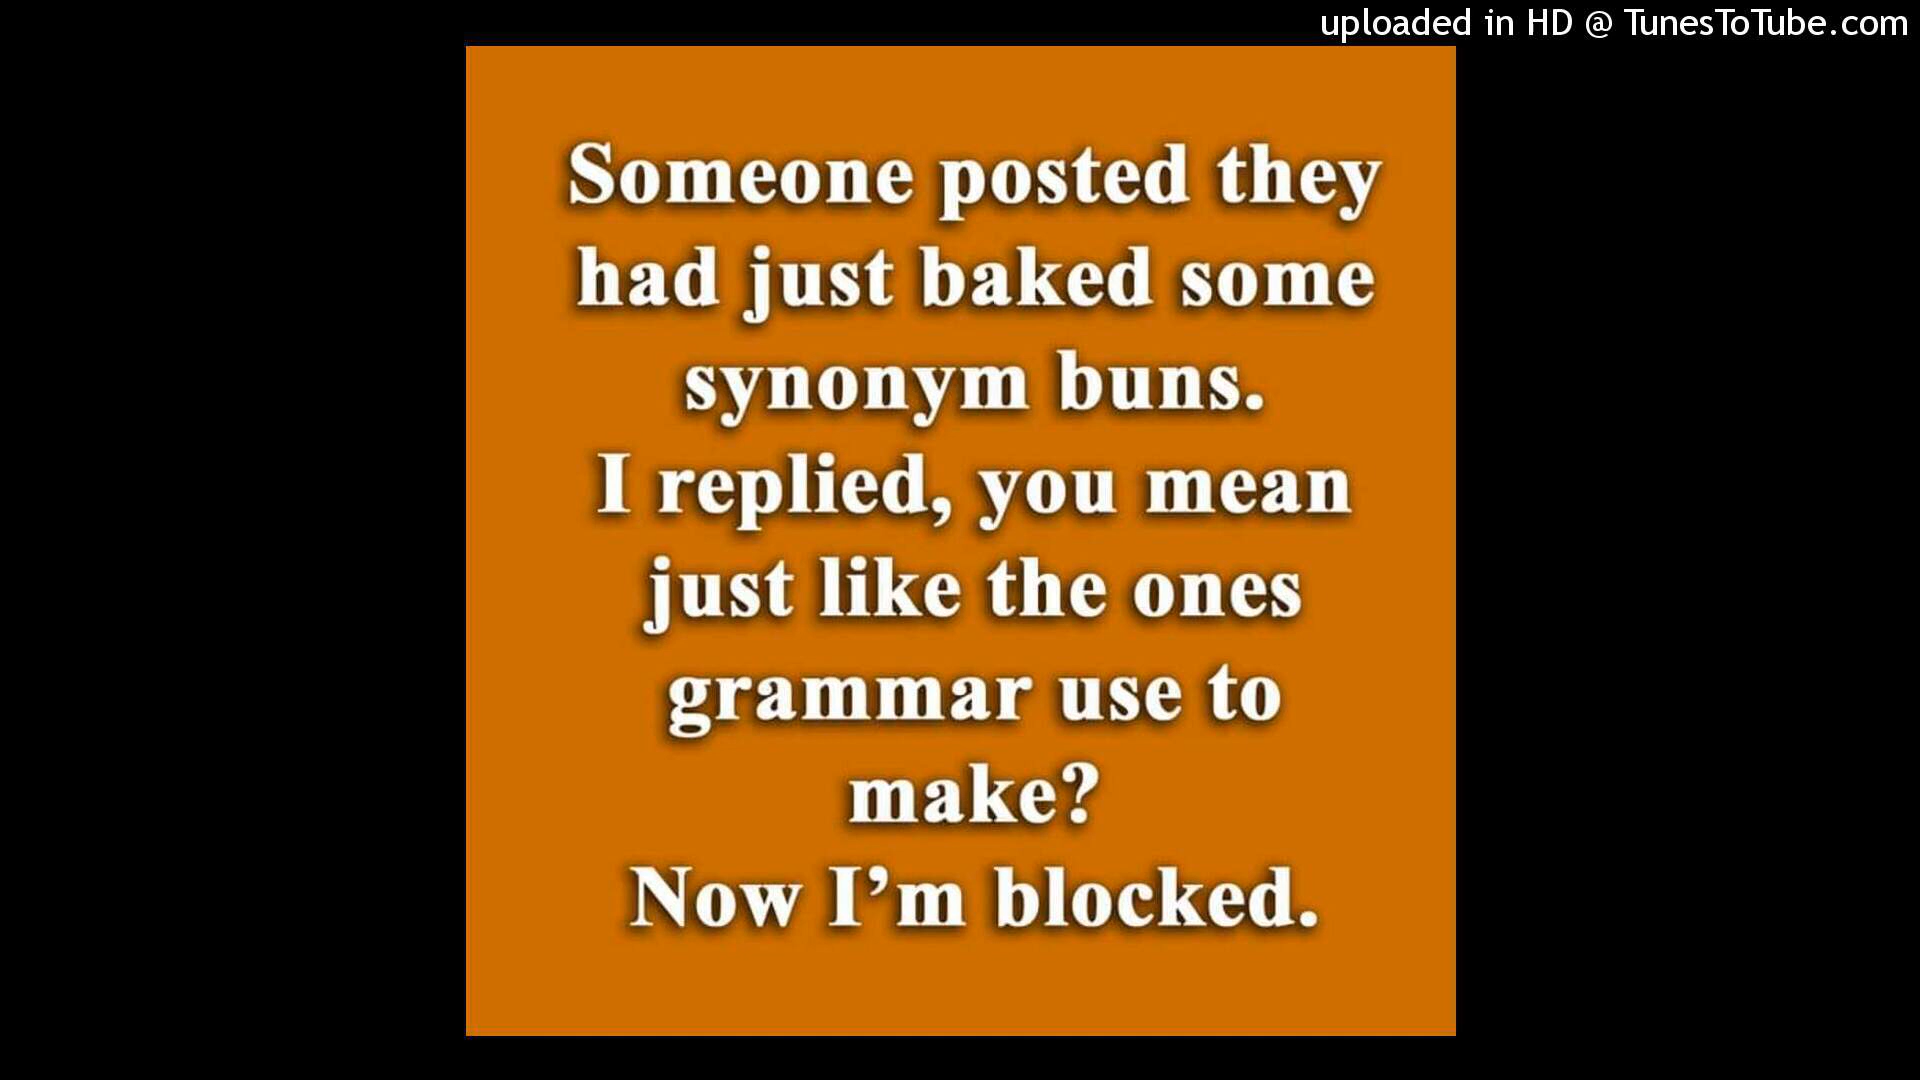 uploaded in HD @ TunesToTube.com
Someone posted they
had just baked some
synonym buns.
I replied, you mean
just like the ones
grammar use to
make?
Now I’m blocked.